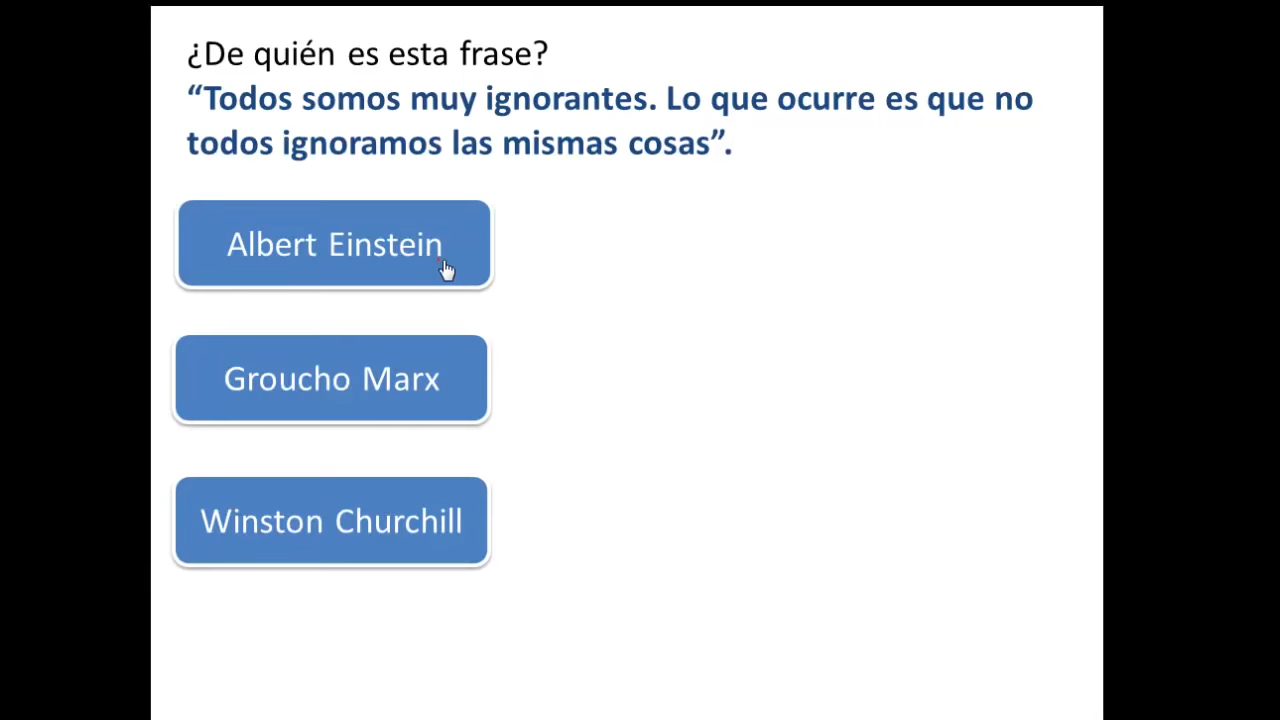 ¿De quién es esta frase?
“Todos somos muy ignorantes. Lo que ocurre es que no
todos ignoramos las mismas cosas”.
Albert Einstein
Groucho Marx
Winston Churchill